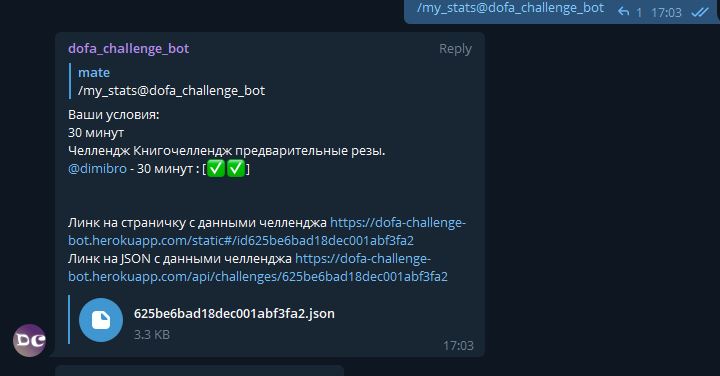 /my_stats@dofa_challenge_bot 1 17:03
dofa_challenge_bot Reply
mate
/my_stats@dofa_challenge_bot
Ваши условия:
30 минут
Челлендж Книгочеллендж предварительные резы.
@dimibro - 30 минут : [✅✅]
Линк на страничку с данными челленджа https://dofa-challenge-
bot.herokuapp.com/static#/id625be6bad18dec001abf3fa2
Линк на JSON с данными челленджа https://dofa-challenge-
bot.herokuapp.com/api/challenges/625be6bad18dec001abf3fa2
625be6bad18dec001abf3fa2.json
3.3 KB
DC
17:03